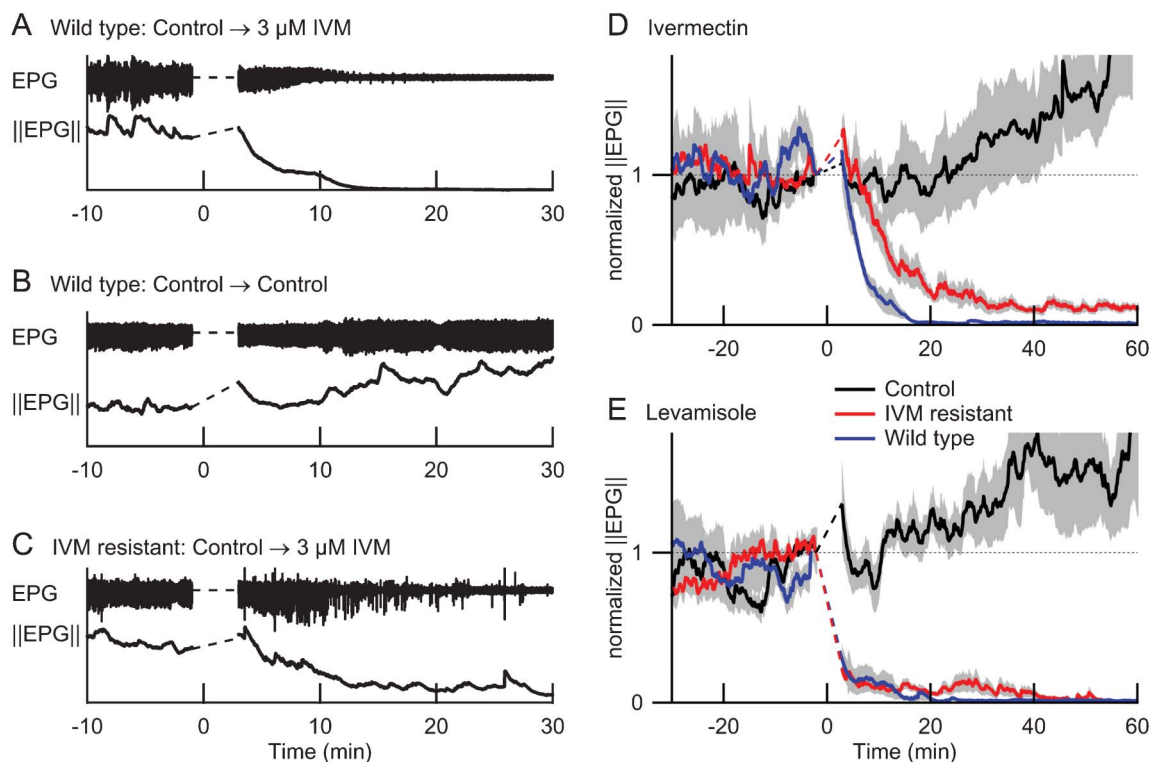 A Wild type: Control → 3 µM IVM
EPG
||EPG||
-10 0 10 20 30
B Wild type: Control → Control
EPG
||EPG||
-10 0 10 20 30
C IVM resistant: Control → 3 µM IVM
EPG
||EPG||
-10 0 10 20 30
Time (min)
D Ivermectin
normalized ||EPG||
1
0
-20 0 20 40 60
Control
IVM resistant
Wild type
E Levamisole
normalized ||EPG||
1
0
-20 0 20 40 60
Time (min)